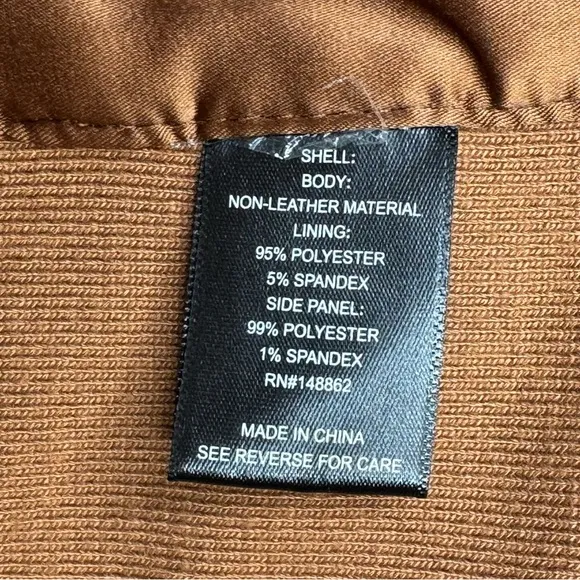 SHELL:
BODY:
NON-LEATHER MATERIAL
LINING:
95% POLYESTER
5% SPANDEX
SIDE PANEL:
99% POLYESTER
1% SPANDEX
RN#148862
MADE IN CHINA
SEE REVERSE FOR CARE